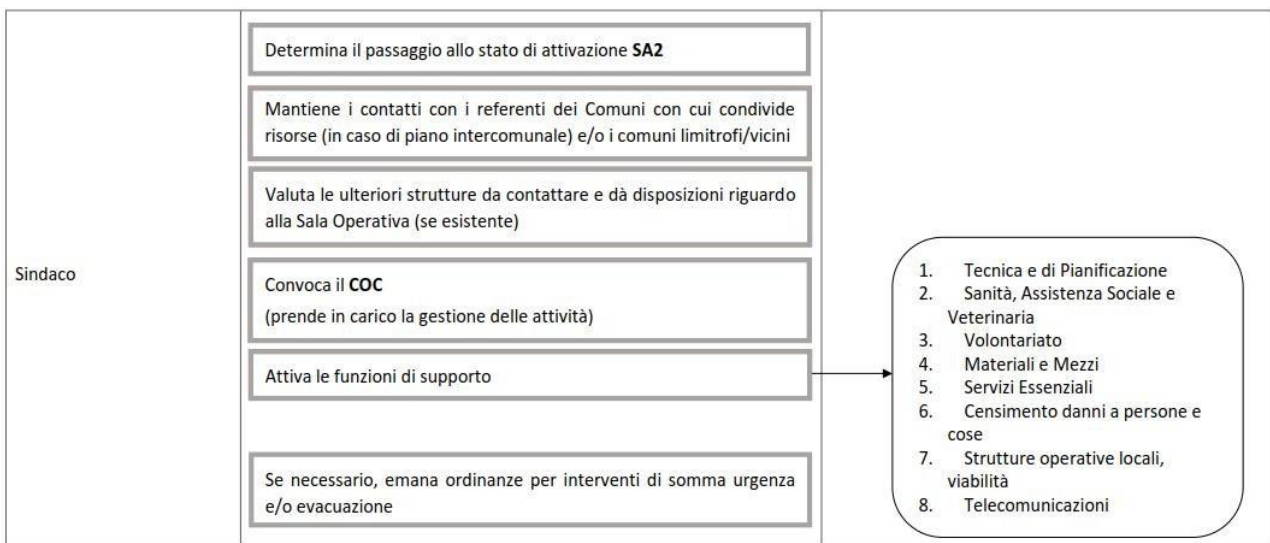 Sindaco
Determina il passaggio allo stato di attivazione SA2
Mantiene i contatti con i referenti dei Comuni con cui condivide
risorse (in caso di piano intercomunale) e/o i comuni limitrofi/vicini
Valuta le ulteriori strutture da contattare e dà disposizioni riguardo
alla Sala Operativa (se esistente)
Convoca il COC
(prende in carico la gestione delle attività)
Attiva le funzioni di supporto
Se necessario, emana ordinanze per interventi di somma urgenza
e/o evacuazione
1. Tecnica e di Pianificazione
2. Sanità, Assistenza Sociale e
Veterinaria
3. Volontariato
4. Materiali e Mezzi
5. Servizi Essenziali
6. Censimento danni a persone e
cose
7. Strutture operative locali,
viabilità
8. Telecomunicazioni